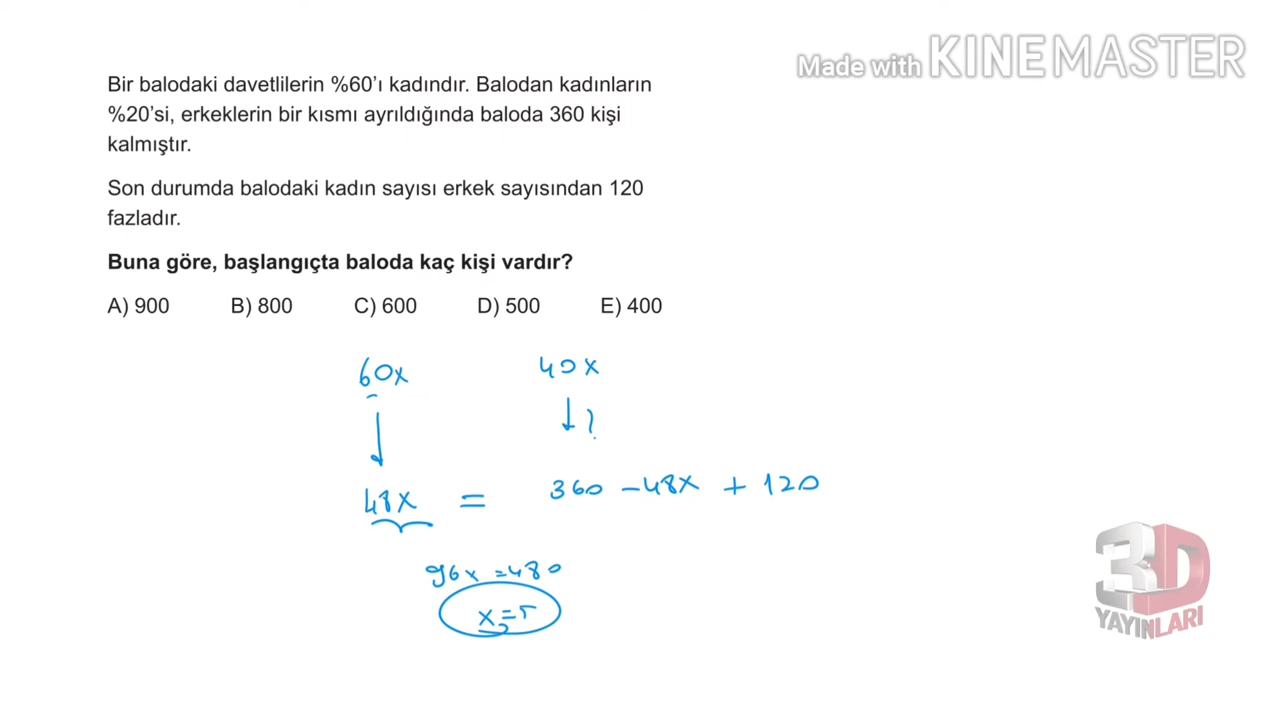 Made with KINEMASTER
Bir balodaki davetlilerin %60'ı kadındır. Balodan kadınların
%20'si, erkeklerin bir kısmı ayrıldığında baloda 360 kişi
kalmıştır.
Son durumda balodaki kadın sayısı erkek sayısından 120
fazladır.
Buna göre, başlangıçta baloda kaç kişi vardır?
A) 900 B) 800 C) 600 D) 500 E) 400
60x 40x
?
48x = 360 - 48x + 120
96x = 480
x = 5
3D
YAYINLARI